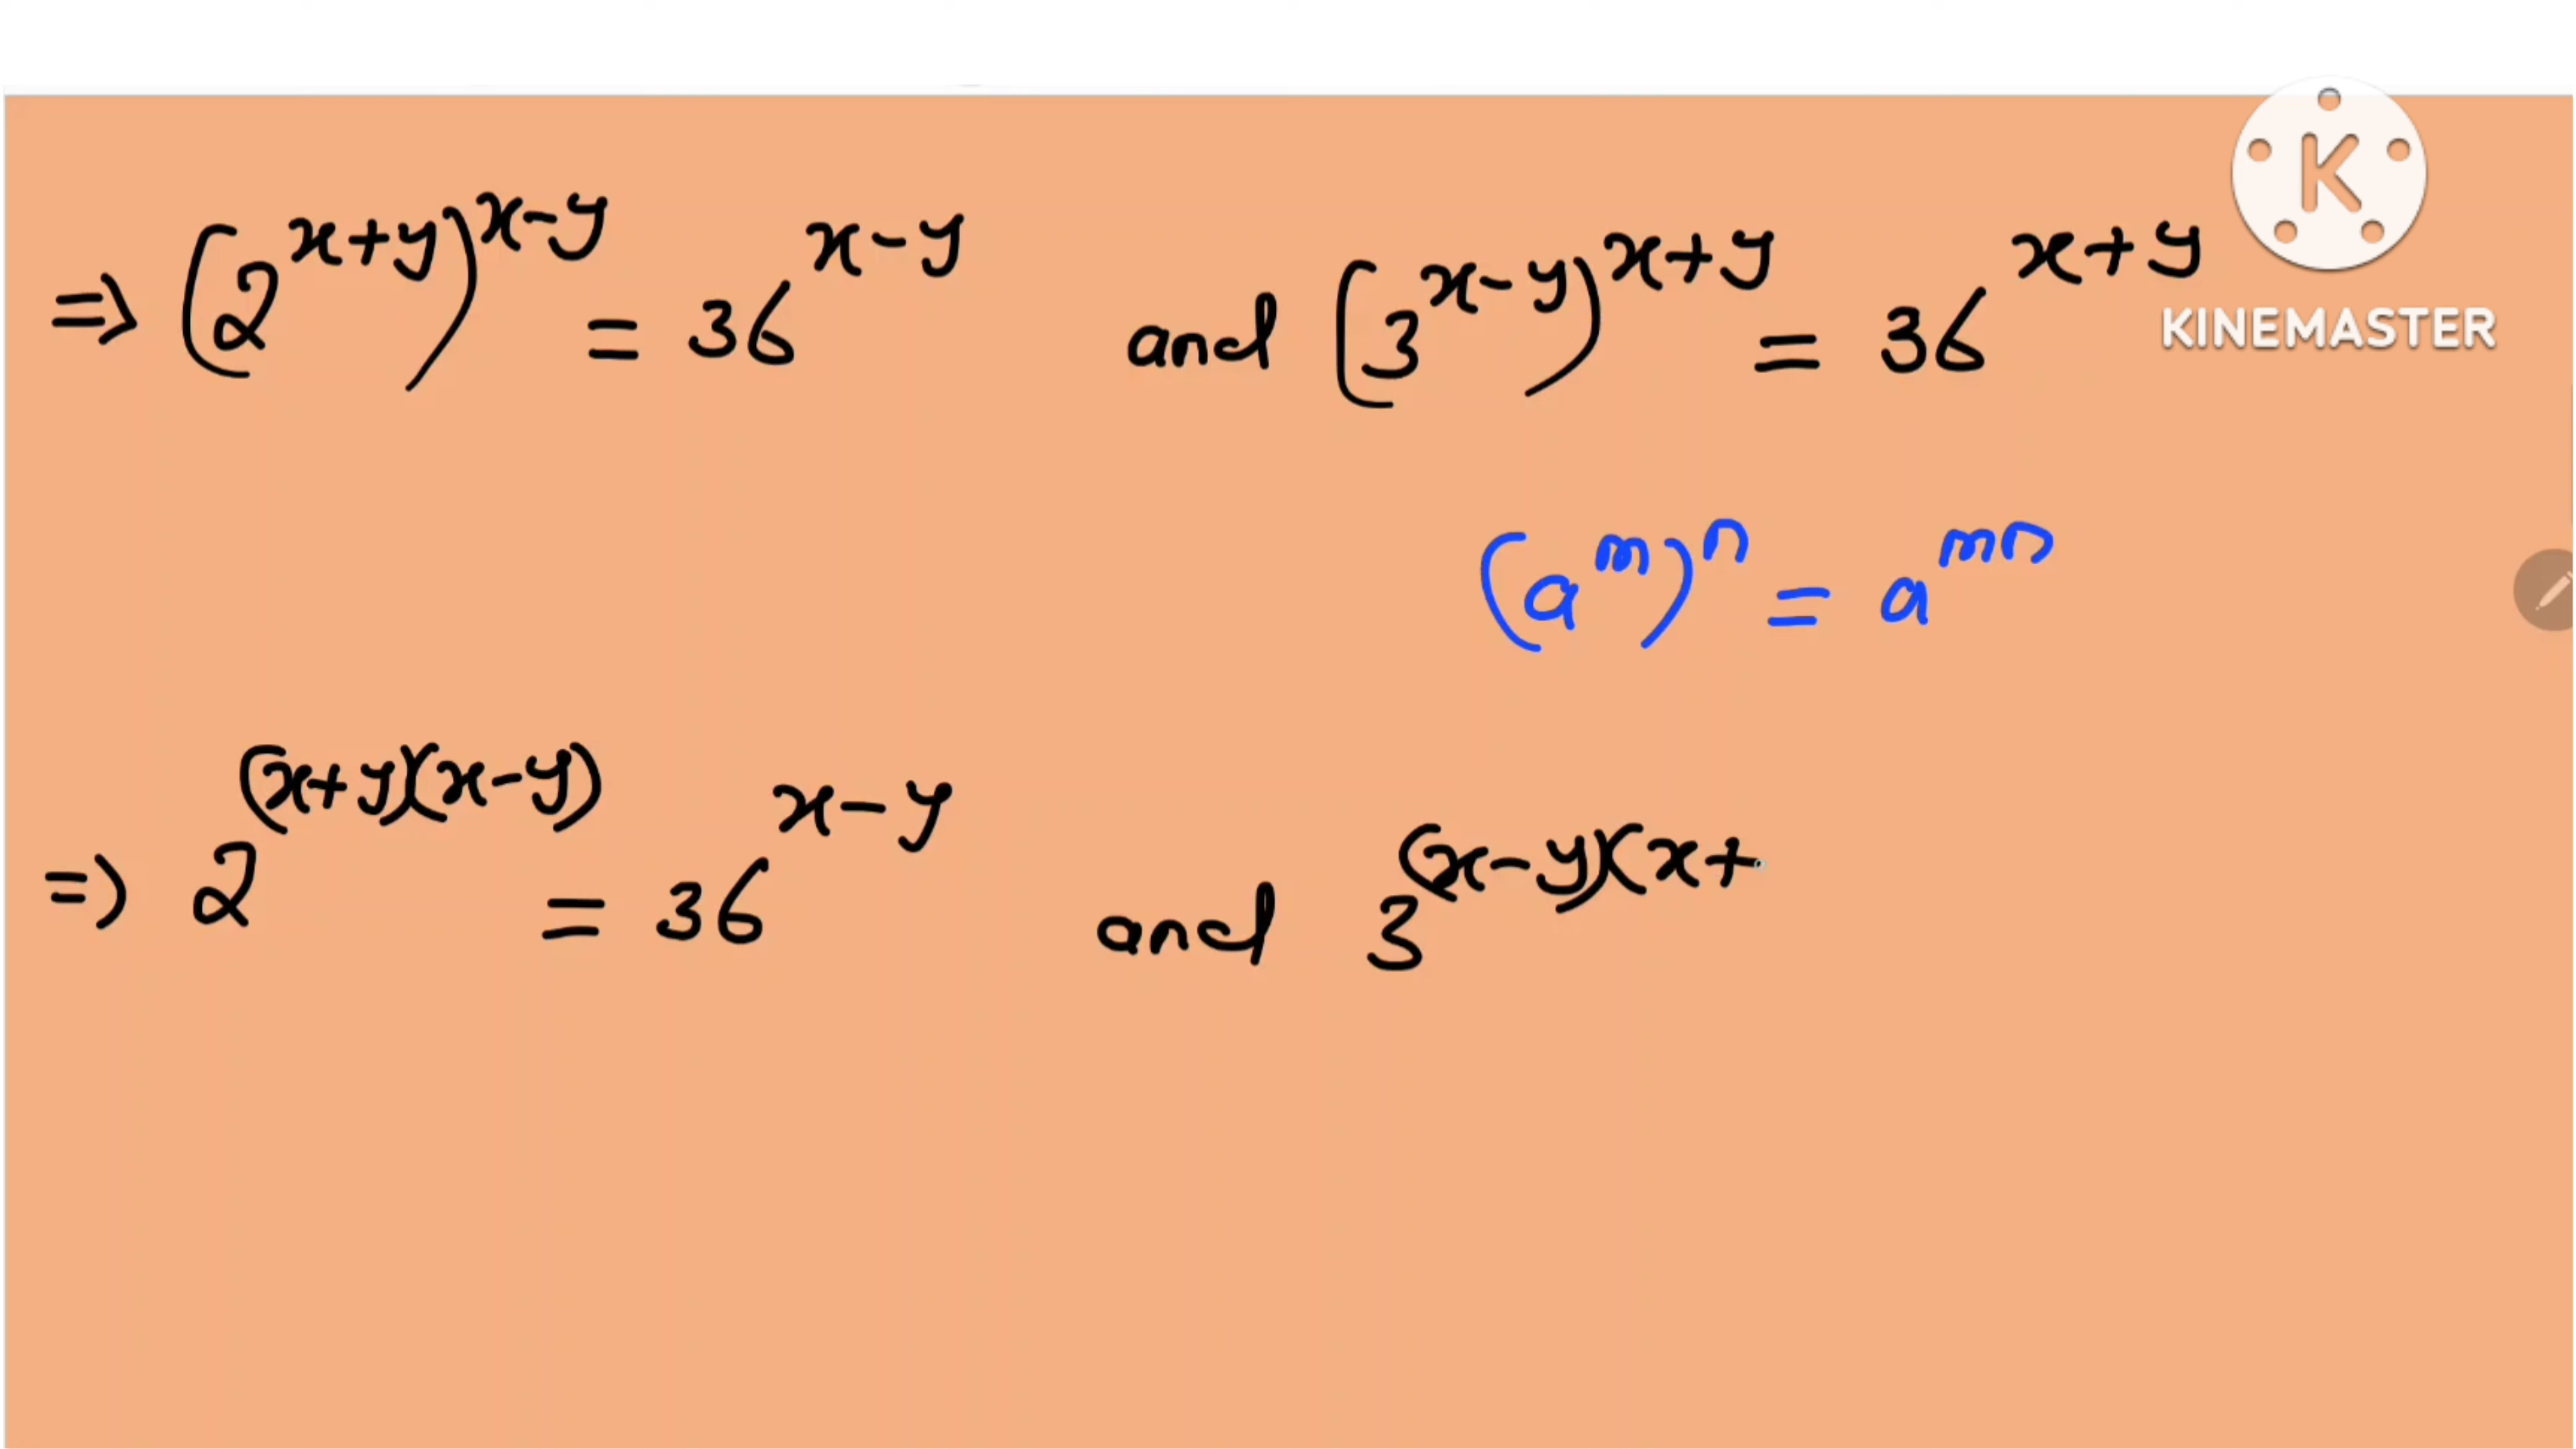 ⇒ (2^{x+y})^{x-y} = 36^{x-y} and (3^{x-y})^{x+y} = 36^{x+y}
KINEMASTER
(a^m)^n = a^{mn}
⇒ 2^{(x+y)(x-y)} = 36^{x-y} and 3^{(x-y)(x+